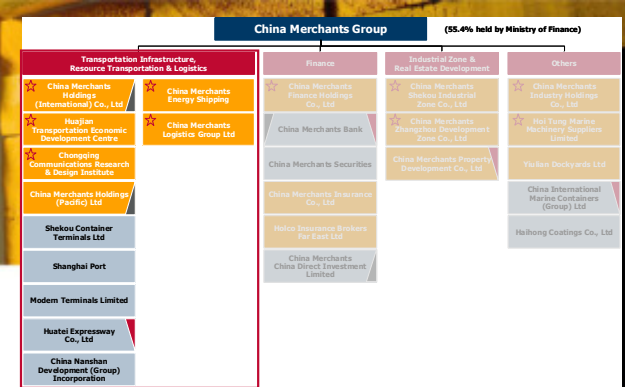 China Merchants Group
(55.4% held by Ministry of Finance)
Transportation Infrastructure,
Resource Transportation & Logistics
China Merchants
Holdings
(International) Co., Ltd
Huajian
Transportation Economic
Development Centre
Chongqing
Communications Research
& Design Institute
China Merchants Holdings
(Pacific) Ltd
Shekou Container
Terminals Ltd
Shanghai Port
Modern Terminals Limited
Huatei Expressway
Co., Ltd
China Nanshan
Development (Group)
Incorporation
China Merchants
Energy Shipping
China Merchants
Logistics Group Ltd
Finance
China Merchants
Finance Holdings
Co., Ltd
China Merchants Bank
China Merchants Securities
China Merchants Insurance
Co., Ltd
Houlder Insurance Brokers
Far East Ltd
China Merchants
China Direct Investment
Limited
Industrial Zone &
Real Estate Development
China Merchants
Shekou Industrial
Zone Co., Ltd
China Merchants
Zhangzhou Development
Zone Co., Ltd
China Merchants Property
Development Co., Ltd
Others
China Merchants
Industry Holdings
Co., Ltd
Hoi Tung Marine
Machinery Suppliers
Limited
Yiulian Dockyards Ltd
China International
Marine Containers
(Group) Ltd
Haihong Coatings Co., Ltd